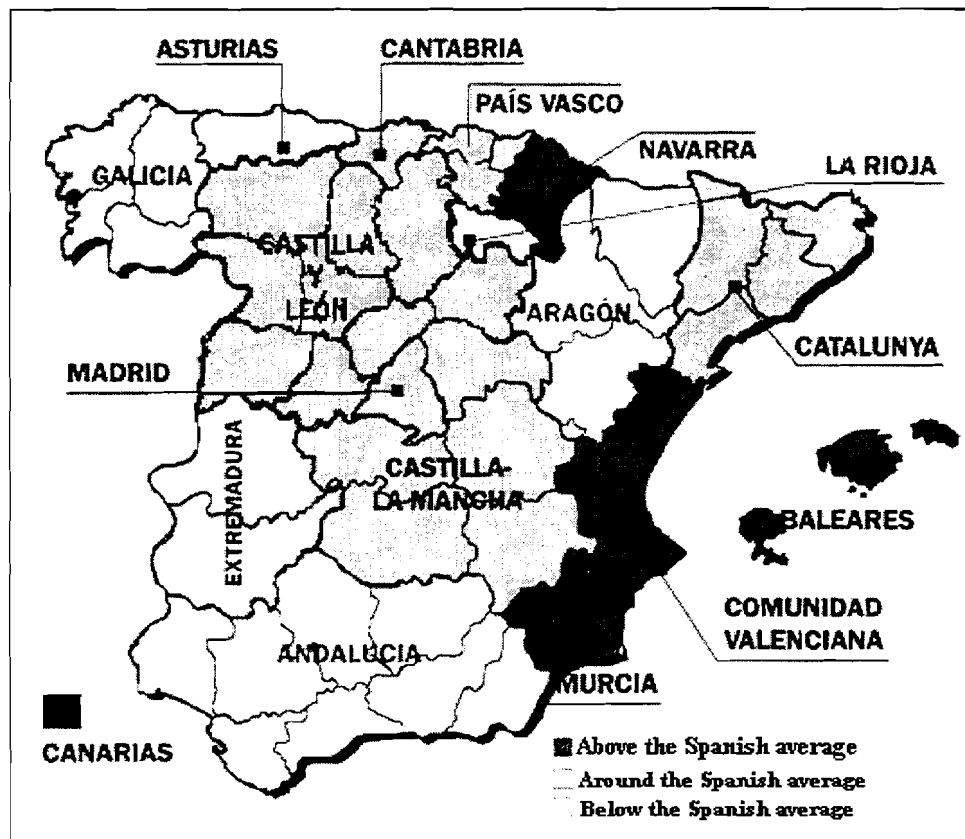 ASTURIAS
CANTABRIA
PAÍS VASCO
NAVARRA
LA RIOJA
GALICIA
CASTILLA
Y
LEÓN
ARAGÓN
CATALUNYA
MADRID
EXTREMADURA
CASTILLA-
LA MANCHA
BALEARES
COMUNIDAD
VALENCIANA
ANDALUCIA
MURCIA
CANARIAS
Above the Spanish average
Around the Spanish average
Below the Spanish average